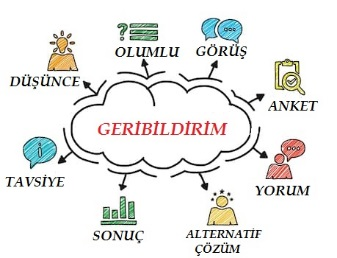 OLUMLU
GÖRÜŞ
DÜŞÜNCE
ANKET
GERİBİLDİRİM
TAVSİYE
YORUM
SONUÇ
ALTERNATİF
ÇÖZÜM